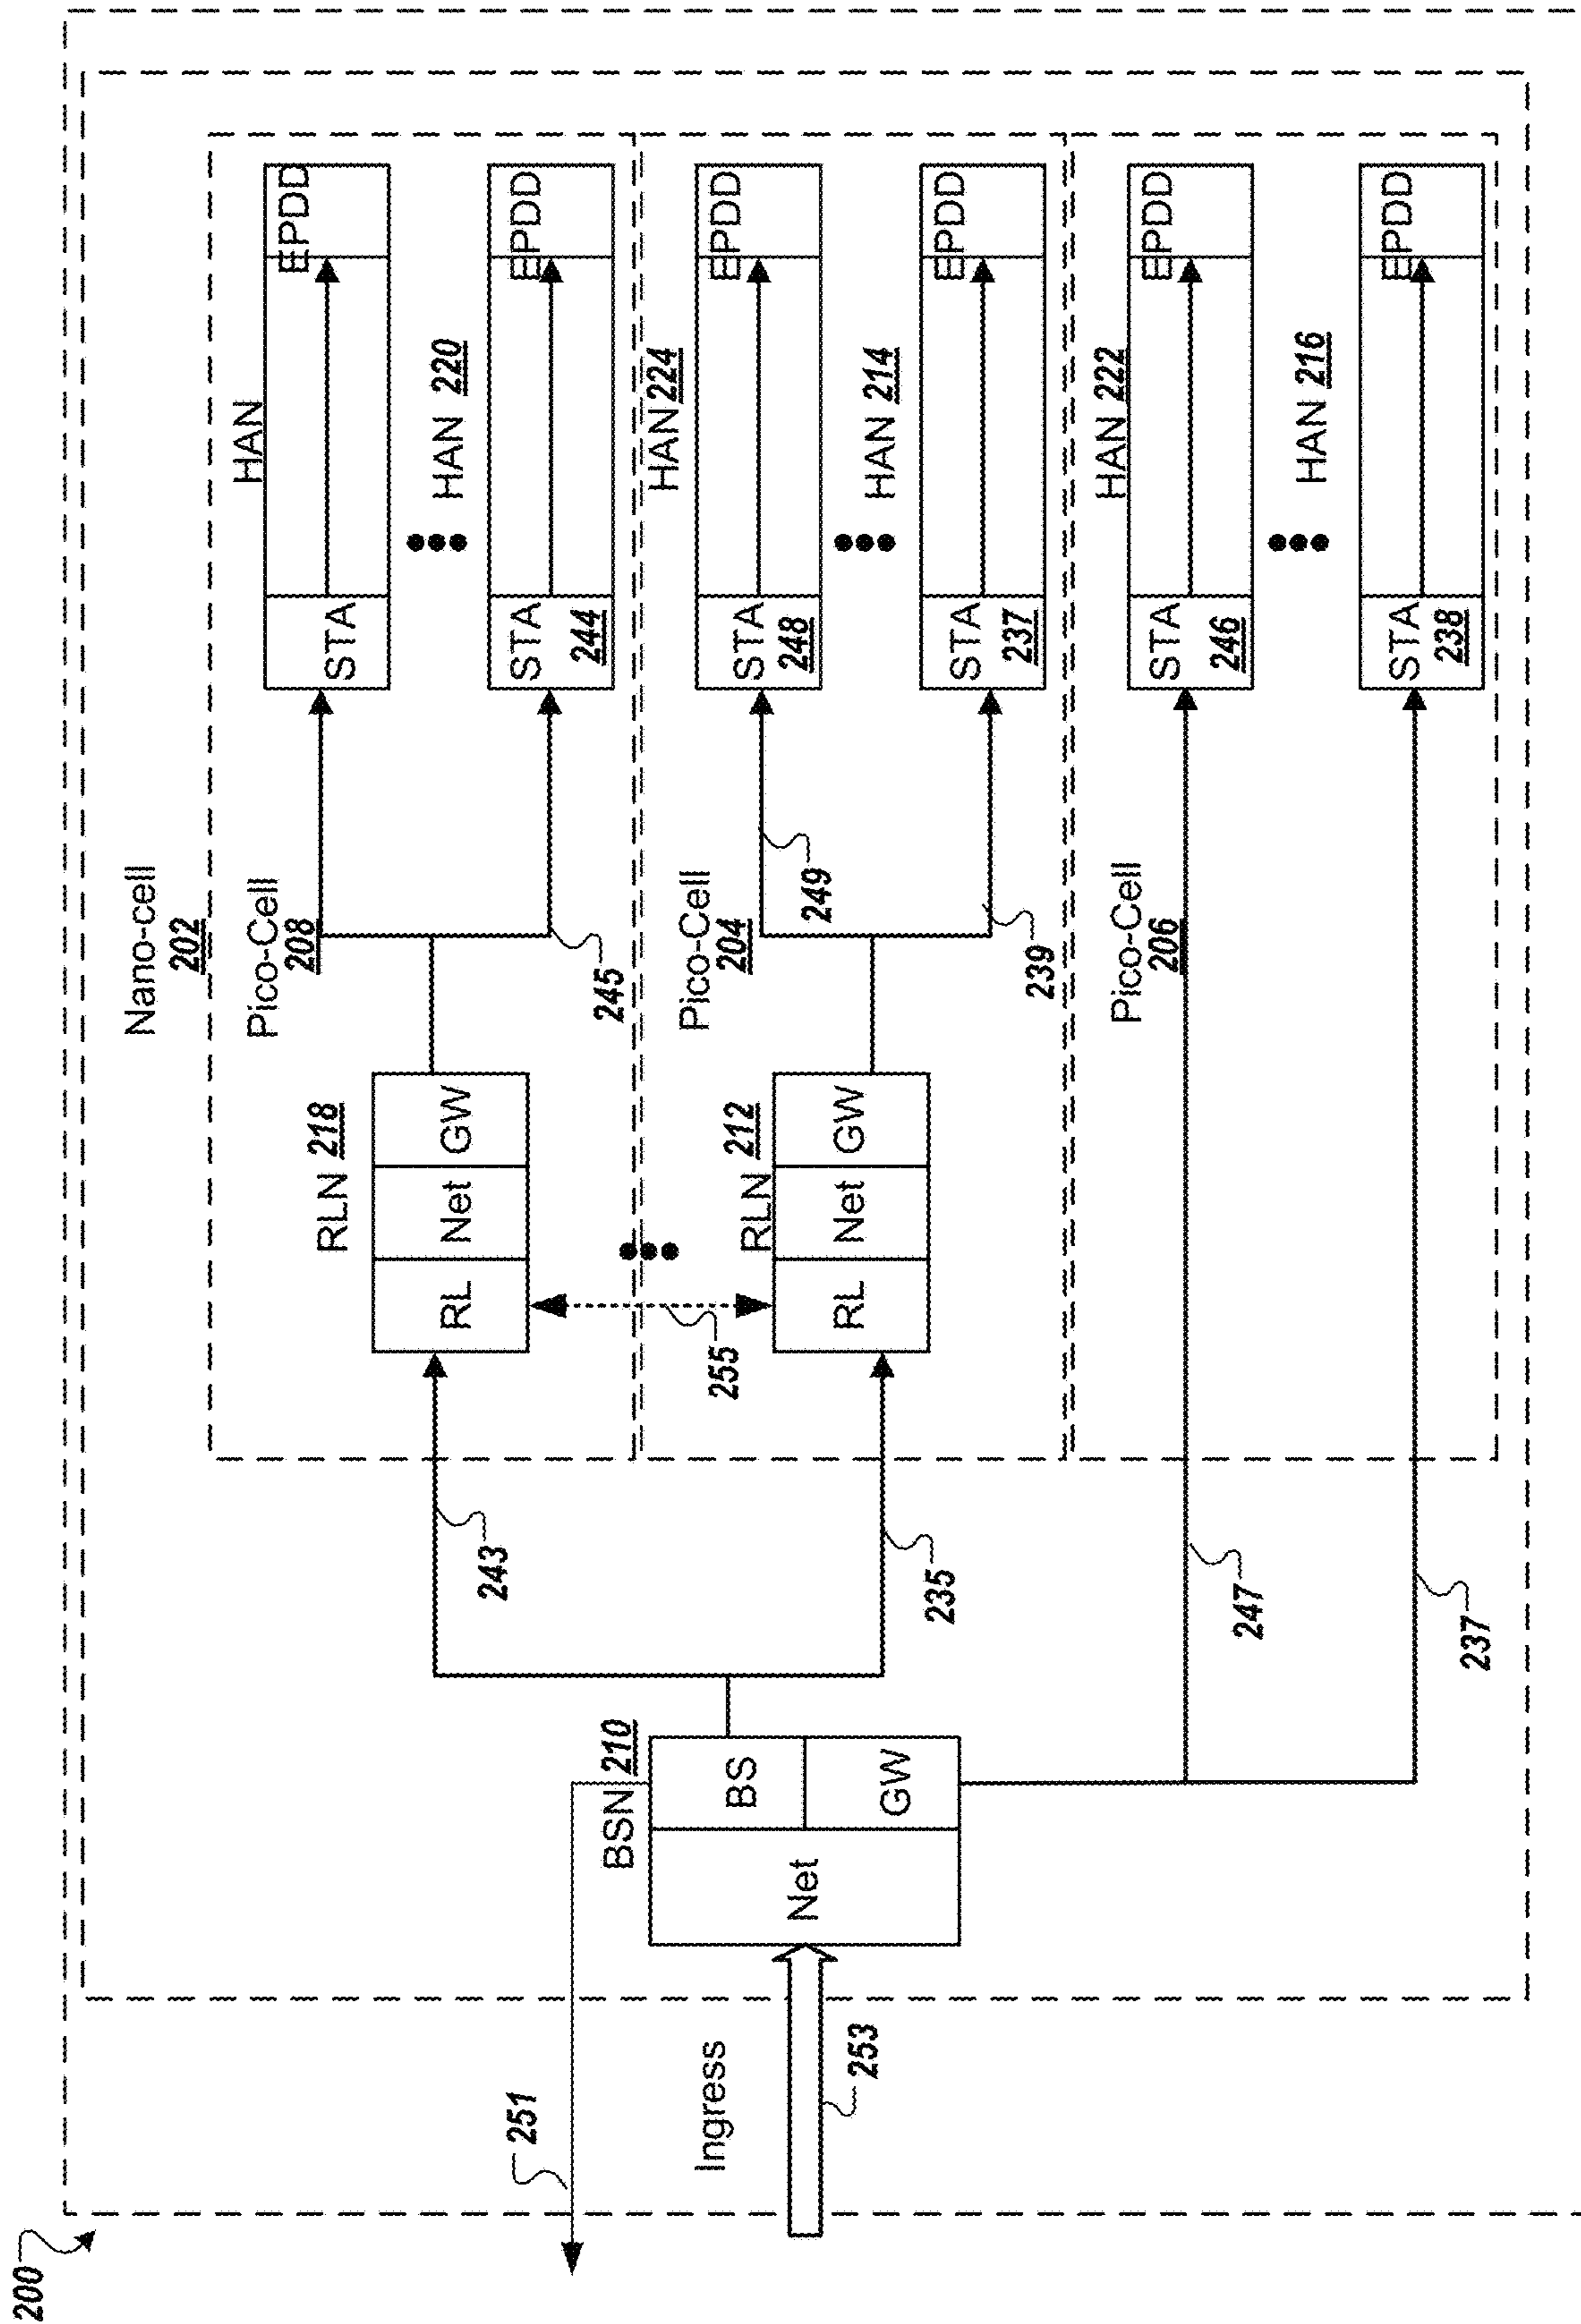 200
Nano-cell
202
Pico-Cell
208
HAN
STA
EPDD
HAN 220
STA
244
EPDD
245
RLN 218
RL
Net
GW
243
255
Pico-Cell
204
HAN 224
STA
248
EPDD
249
HAN 214
STA
237
EPDD
239
RLN 212
RL
Net
GW
235
BSN 210
Net
BS
GW
251
Ingress
253
Pico-Cell
206
HAN 222
STA
246
EPDD
247
HAN 216
STA
238
EPDD
237